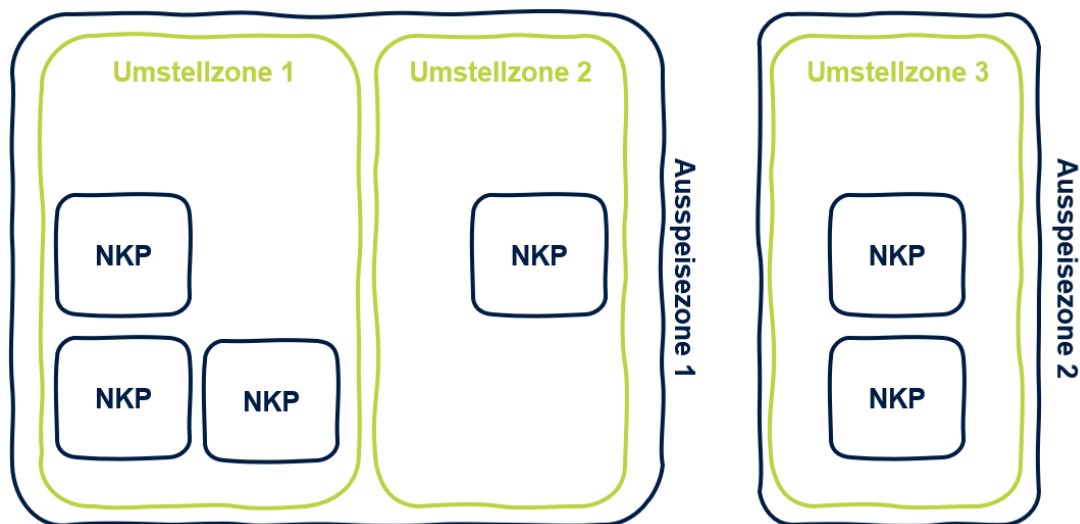 Umstellzone 1
NKP
NKP
NKP
Umstellzone 2
NKP
Ausspeisezone 1
Umstellzone 3
NKP
NKP
Ausspeisezone 2